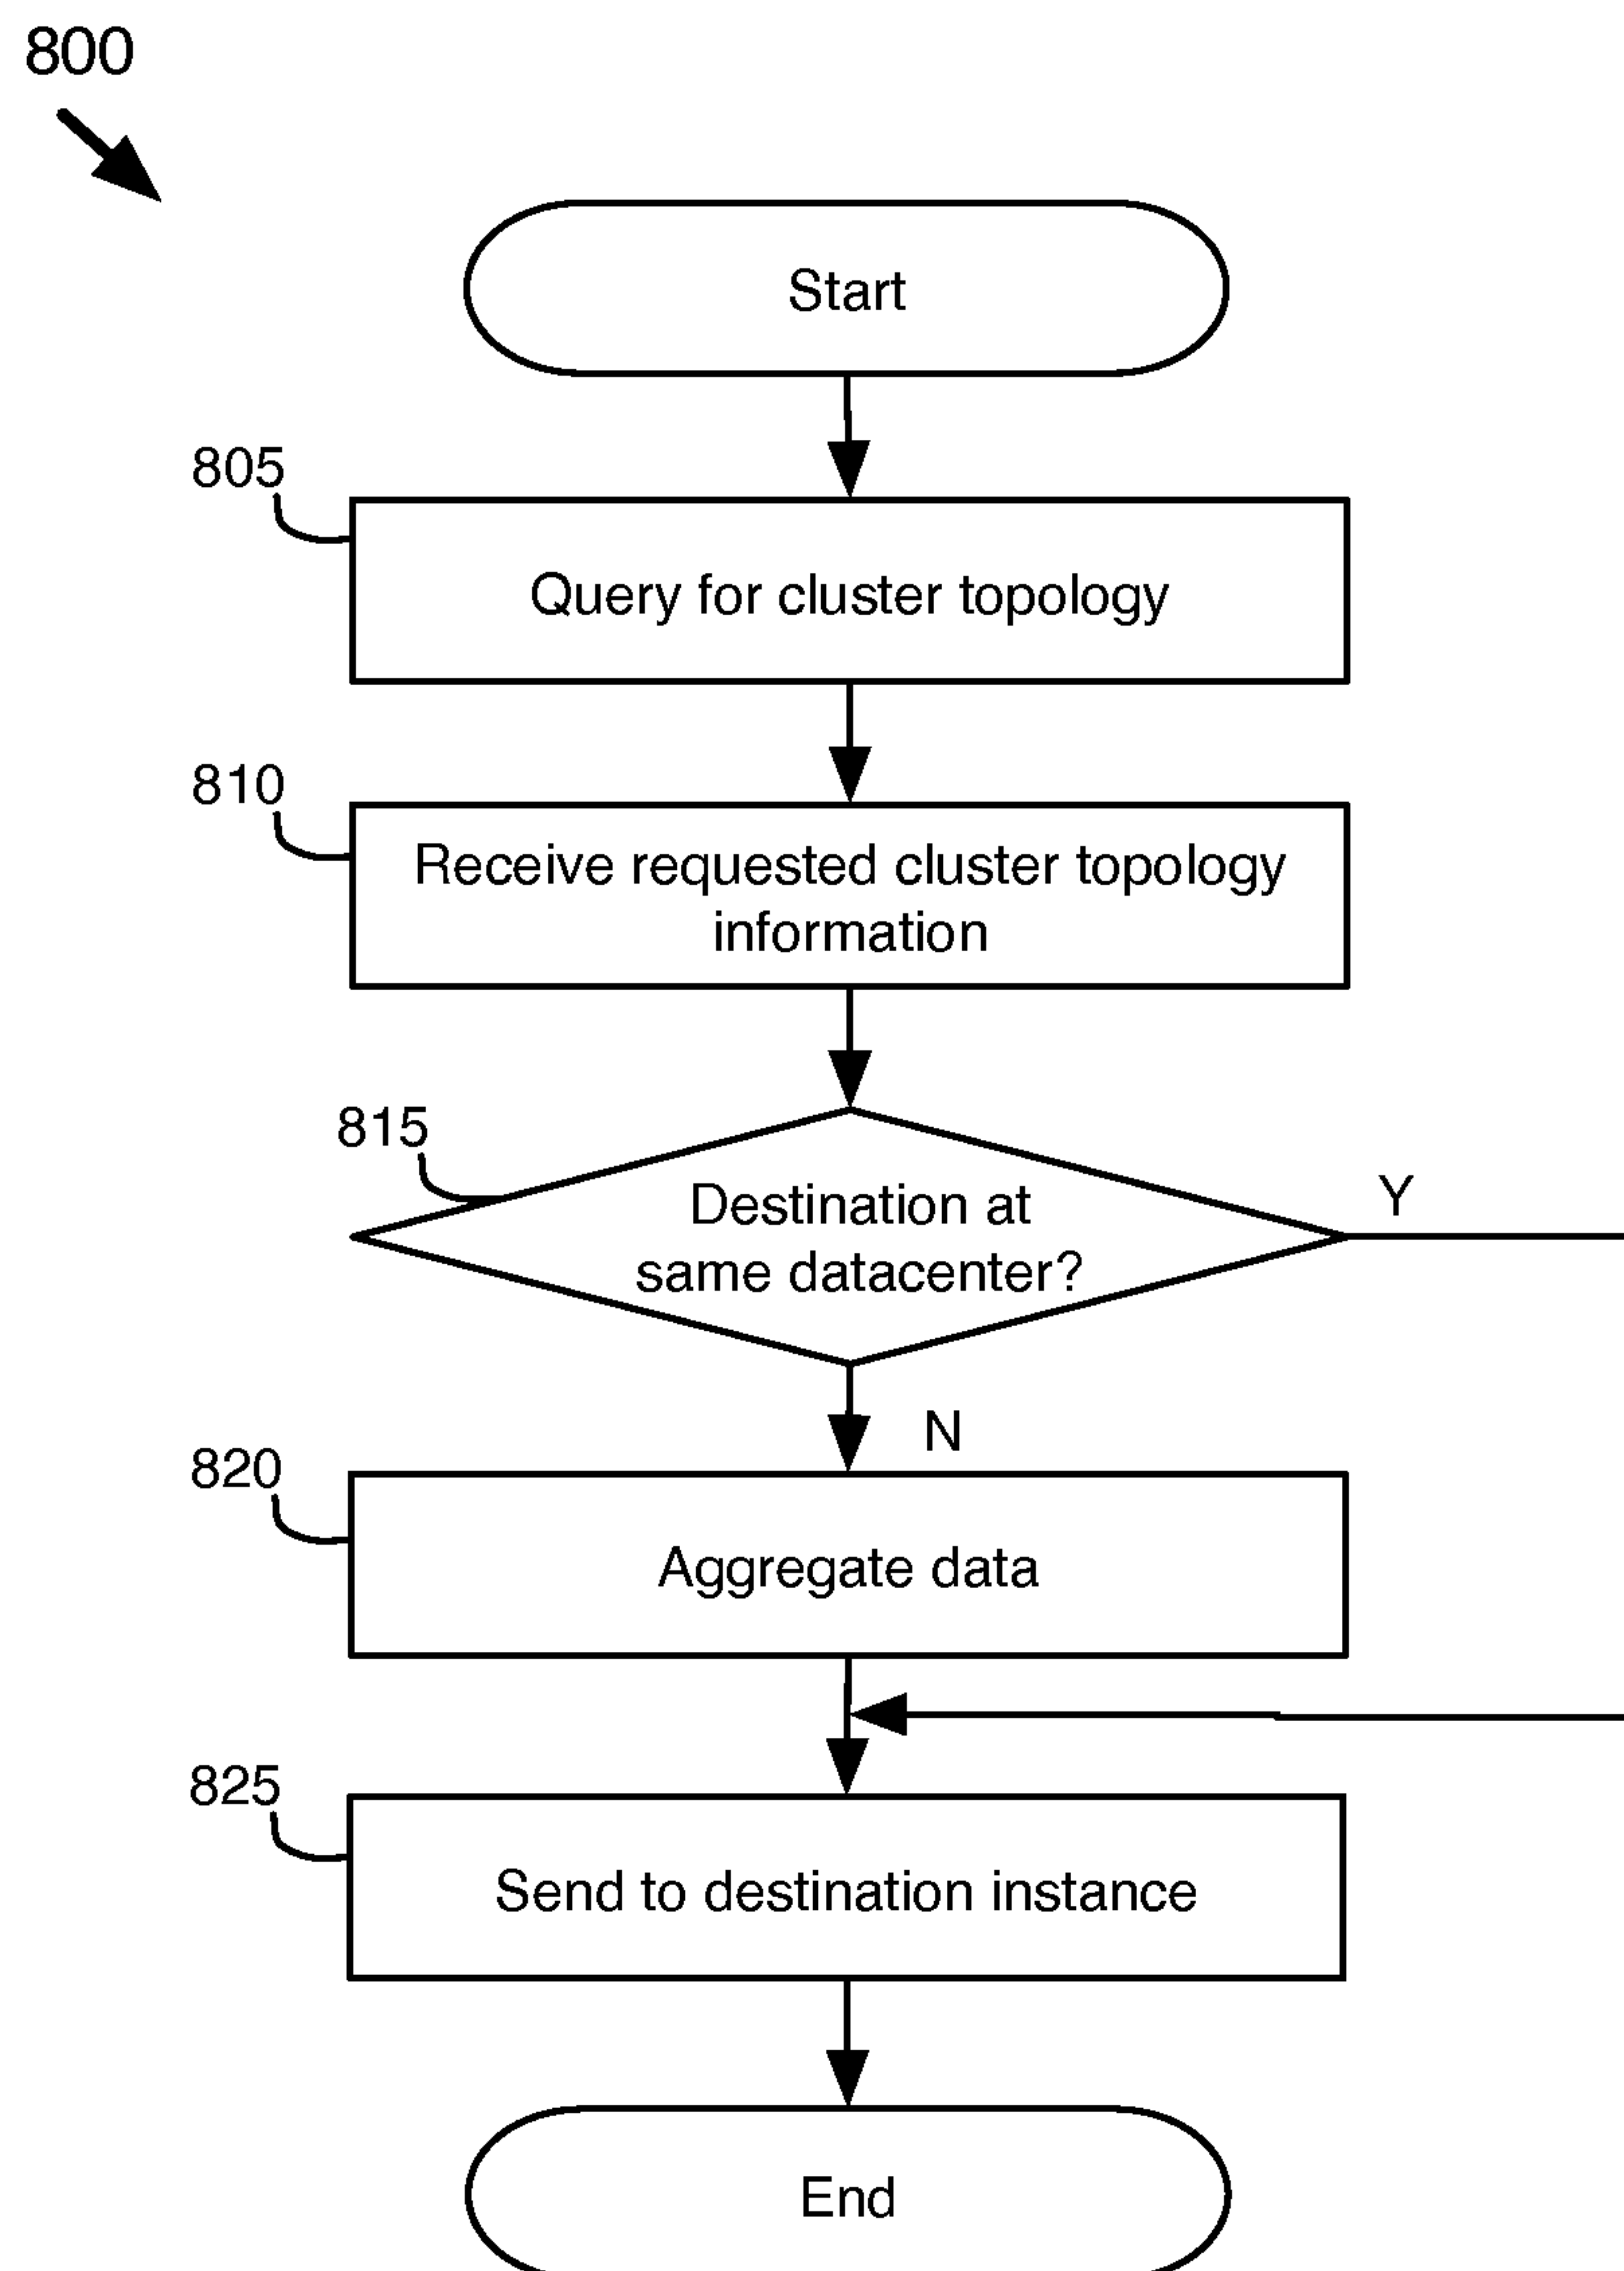 800
Start
805
Query for cluster topology
810
Receive requested cluster topology
information
815
Destination at
same datacenter?
Y
N
820
Aggregate data
825
Send to destination instance
End